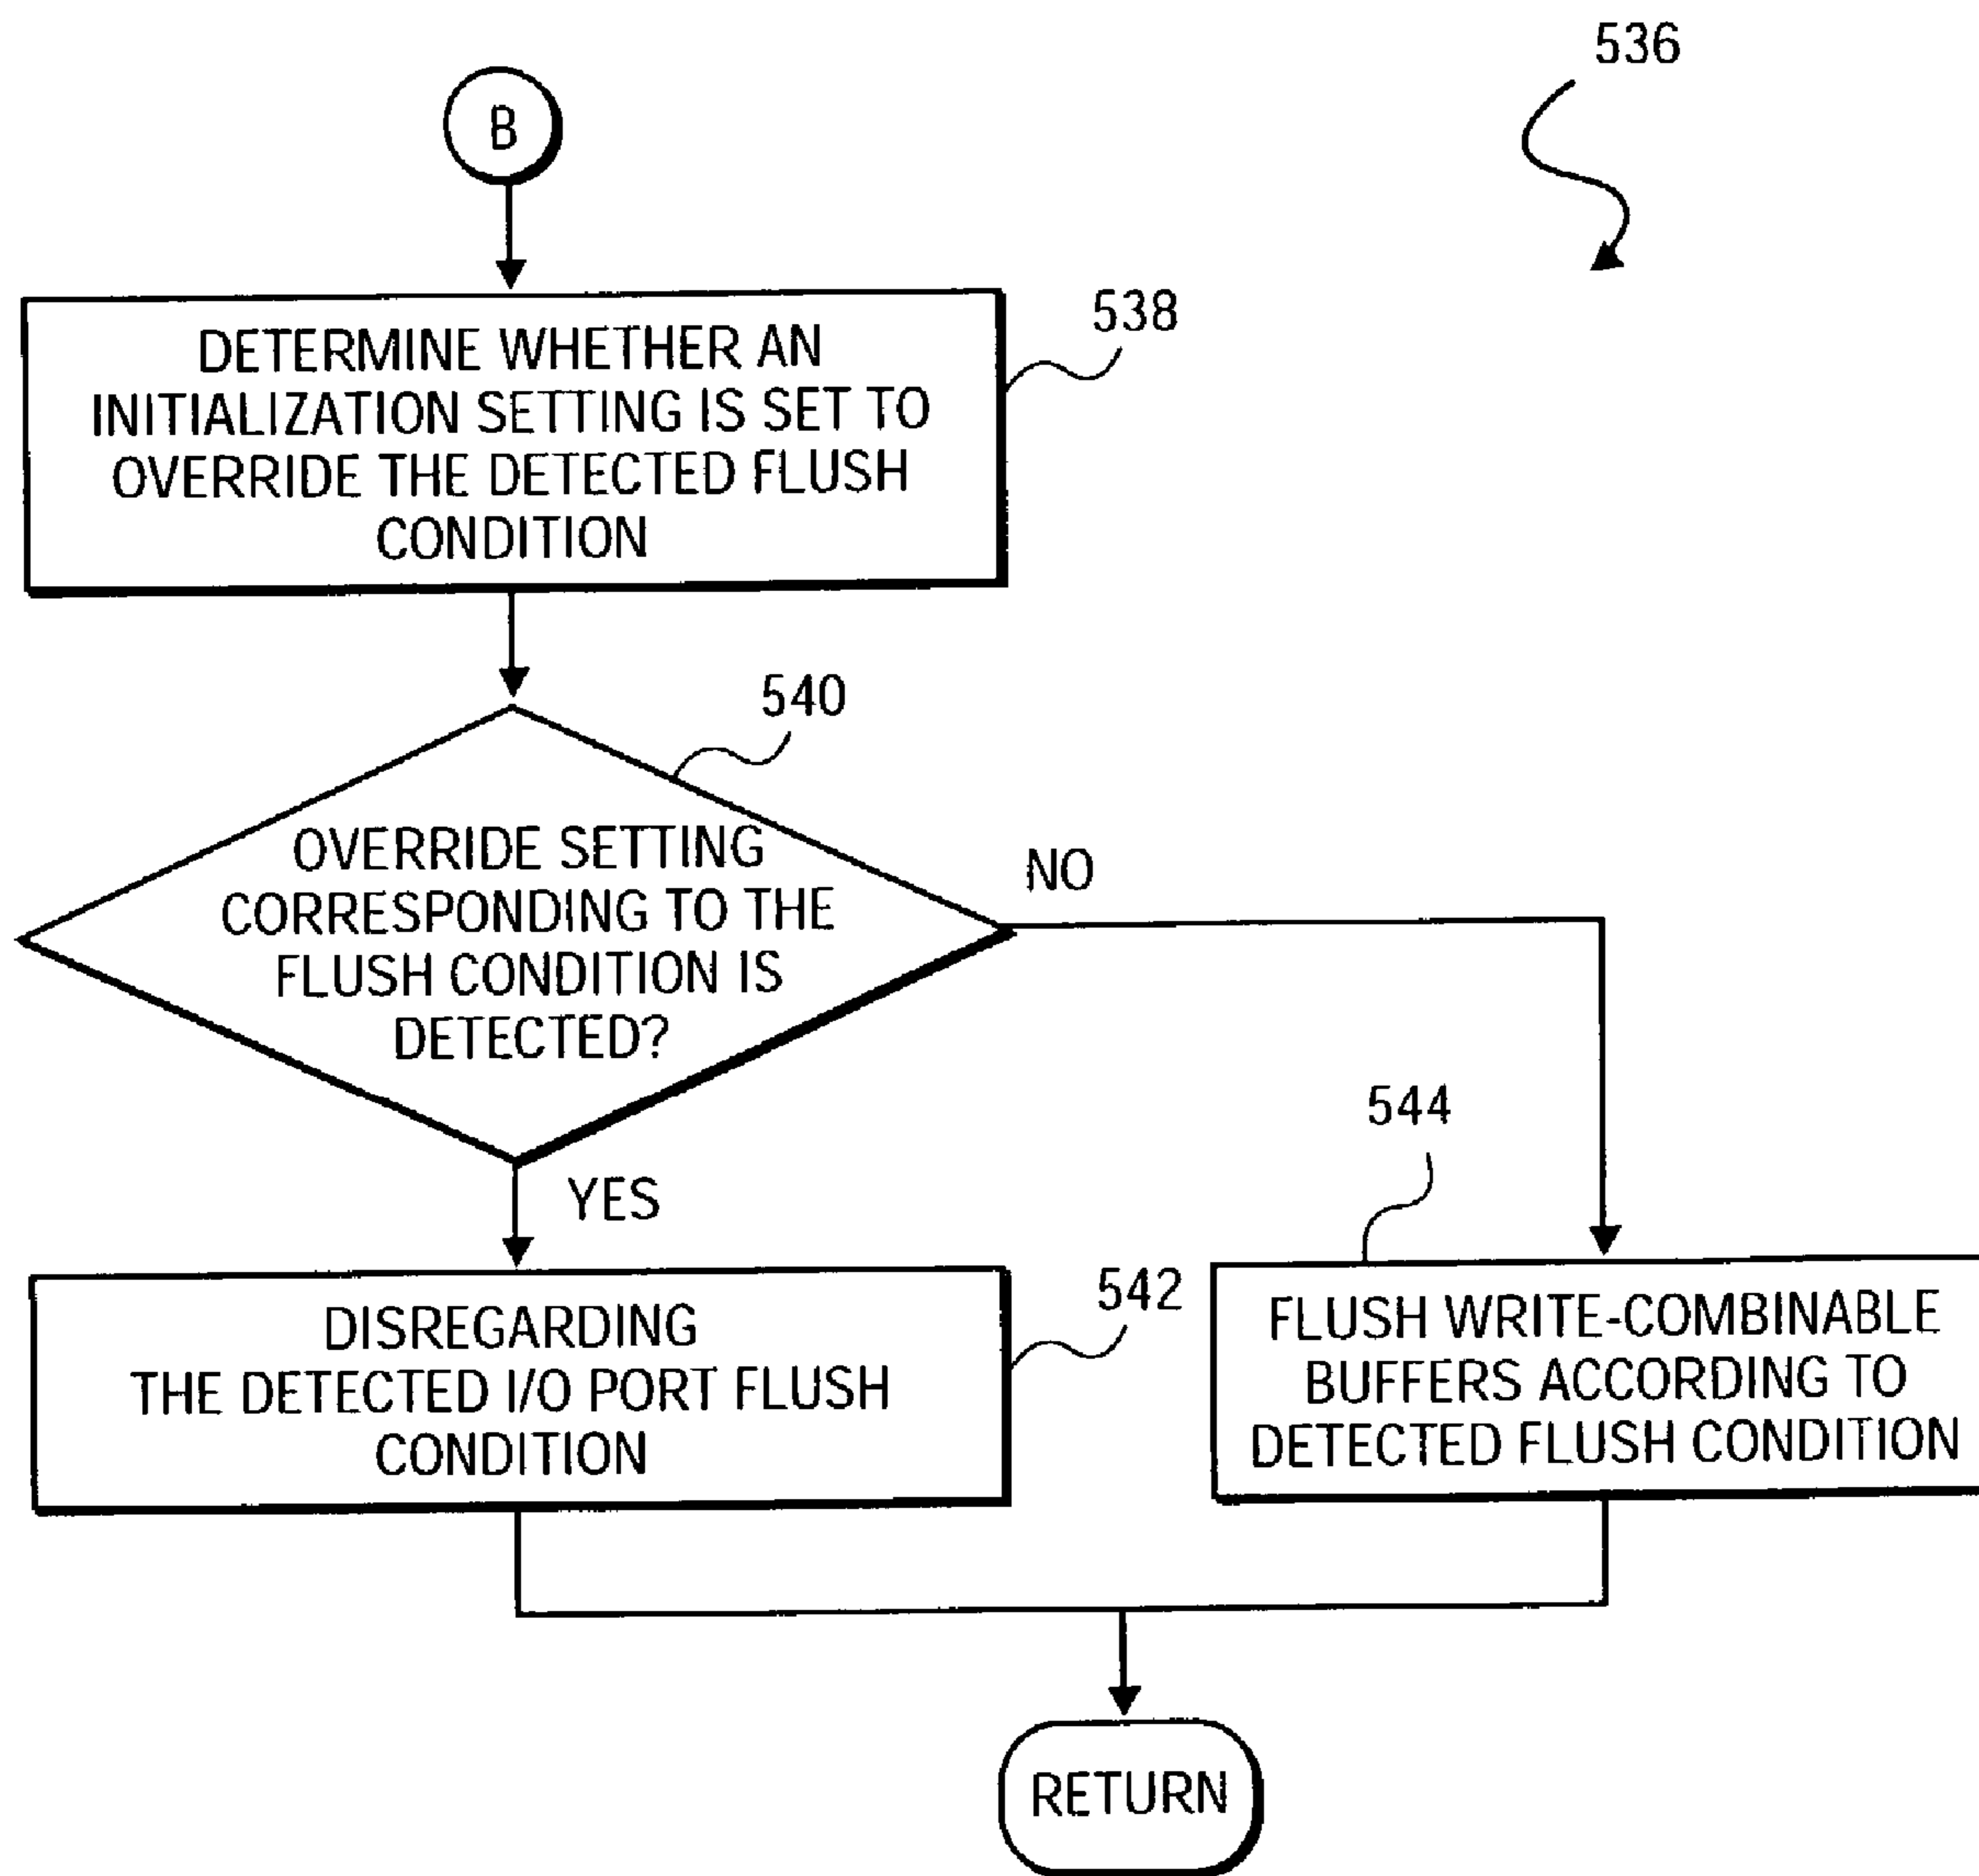 536
B
538
DETERMINE WHETHER AN
INITIALIZATION SETTING IS SET TO
OVERRIDE THE DETECTED FLUSH
CONDITION
540
OVERRIDE SETTING
CORRESPONDING TO THE
FLUSH CONDITION IS
DETECTED?
NO
YES
542
DISREGARDING
THE DETECTED I/O PORT FLUSH
CONDITION
544
FLUSH WRITE-COMBINABLE
BUFFERS ACCORDING TO
DETECTED FLUSH CONDITION
RETURN